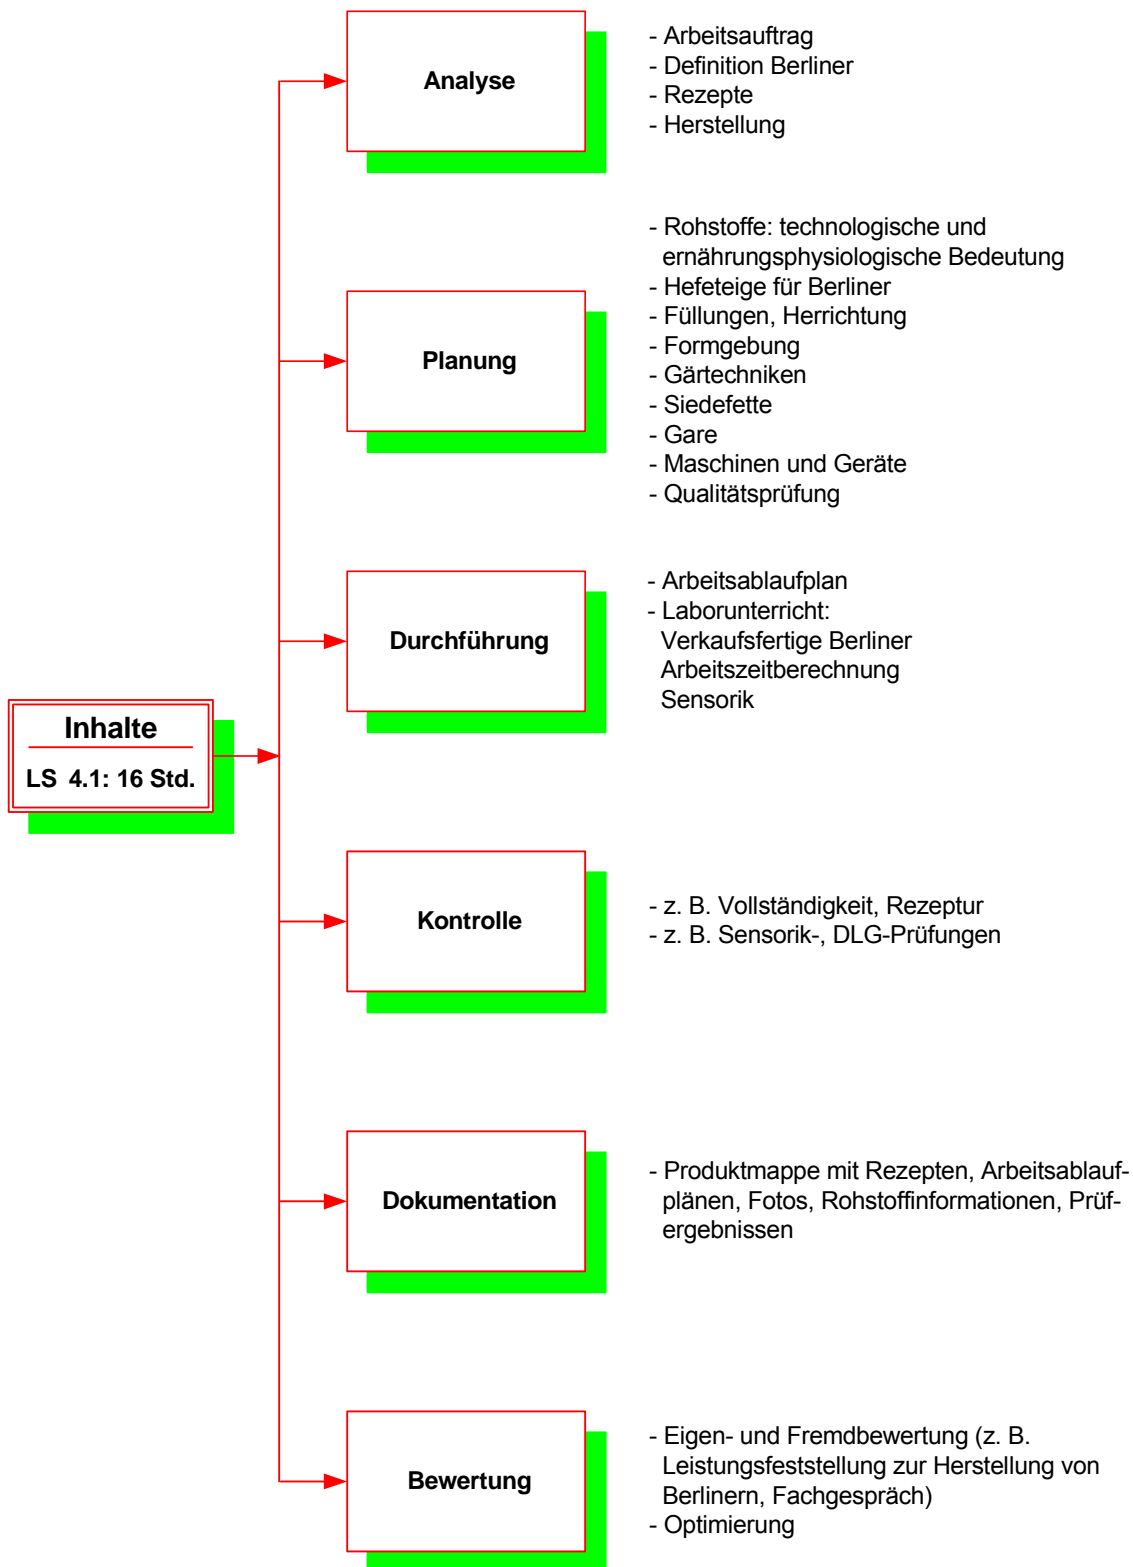 Analyse
- Arbeitsauftrag
- Definition Berliner
- Rezepte
- Herstellung
Planung
- Rohstoffe: technologische und
ernährungsphysiologische Bedeutung
- Hefeteige für Berliner
- Füllungen, Herrichtung
- Formgebung
- Gärtechniken
- Siedefette
- Gare
- Maschinen und Geräte
- Qualitätsprüfung
Durchführung
- Arbeitsablaufplan
- Laborunterricht:
Verkaufsfertige Berliner
Arbeitszeitberechnung
Sensorik
Inhalte
LS 4.1: 16 Std.
Kontrolle
- z. B. Vollständigkeit, Rezeptur
- z. B. Sensorik-, DLG-Prüfungen
Dokumentation
- Produktmappe mit Rezepten, Arbeitsablauf-
plänen, Fotos, Rohstoffinformationen, Prüf-
ergebnissen
Bewertung
- Eigen- und Fremdbewertung (z. B.
Leistungsfeststellung zur Herstellung von
Berlinern, Fachgespräch)
- Optimierung